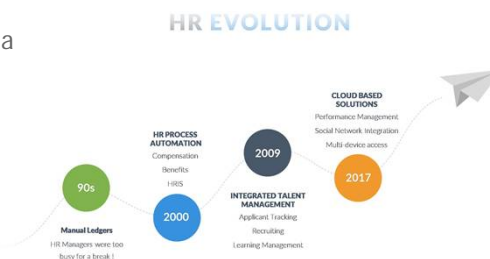 HR EVOLUTION
a
90s
Manual Ledgers
HR Managers were too
busy for a break !
HR PROCESS
AUTOMATION
Compensation
Benefits
HRIS
2000
2009
INTEGRATED TALENT
MANAGEMENT
Applicant Tracking
Recruiting
Learning Management
CLOUD BASED
SOLUTIONS
Performance Management
Social Network Integration
Multi-device access
2017